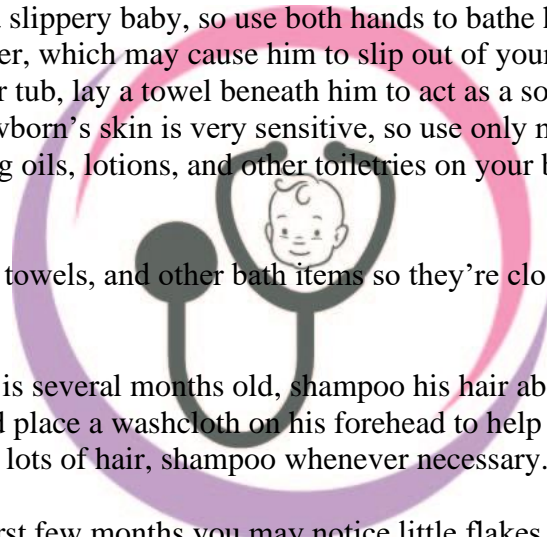 slippery baby, so use both hands to bathe
er, which may cause him to slip out of your
r tub, lay a towel beneath him to act as a so
wborn’s skin is very sensitive, so use only
g oils, lotions, and other toiletries on your b
towels, and other bath items so they’re clo
is several months old, shampoo his hair ab
d place a washcloth on his forehead to help
lots of hair, shampoo whenever necessary.
rst few months you may notice little flakes